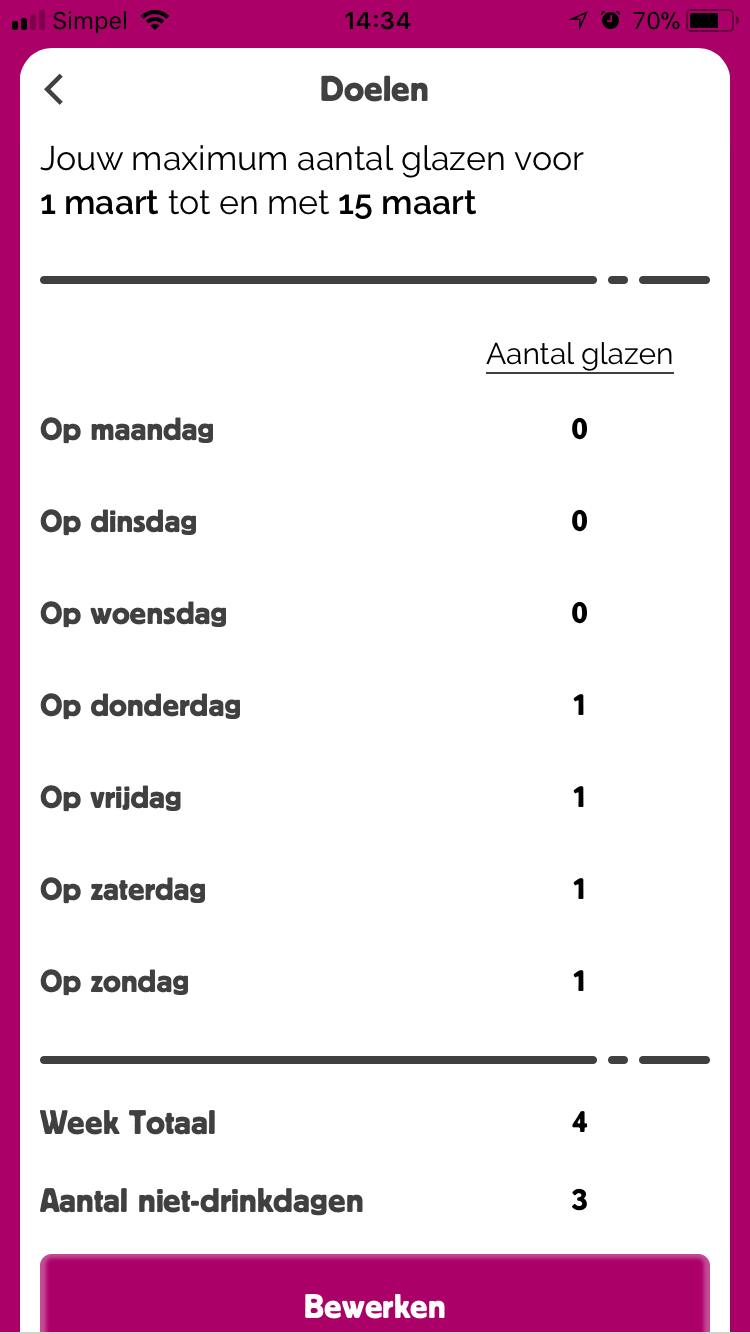 Simpel 14:34 70%
Doelen
Jouw maximum aantal glazen voor
1 maart tot en met 15 maart
Aantal glazen
Op maandag 0
Op dinsdag 0
Op woensdag 0
Op donderdag 1
Op vrijdag 1
Op zaterdag 1
Op zondag 1
Week Totaal 4
Aantal niet-drinkdagen 3
Bewerken